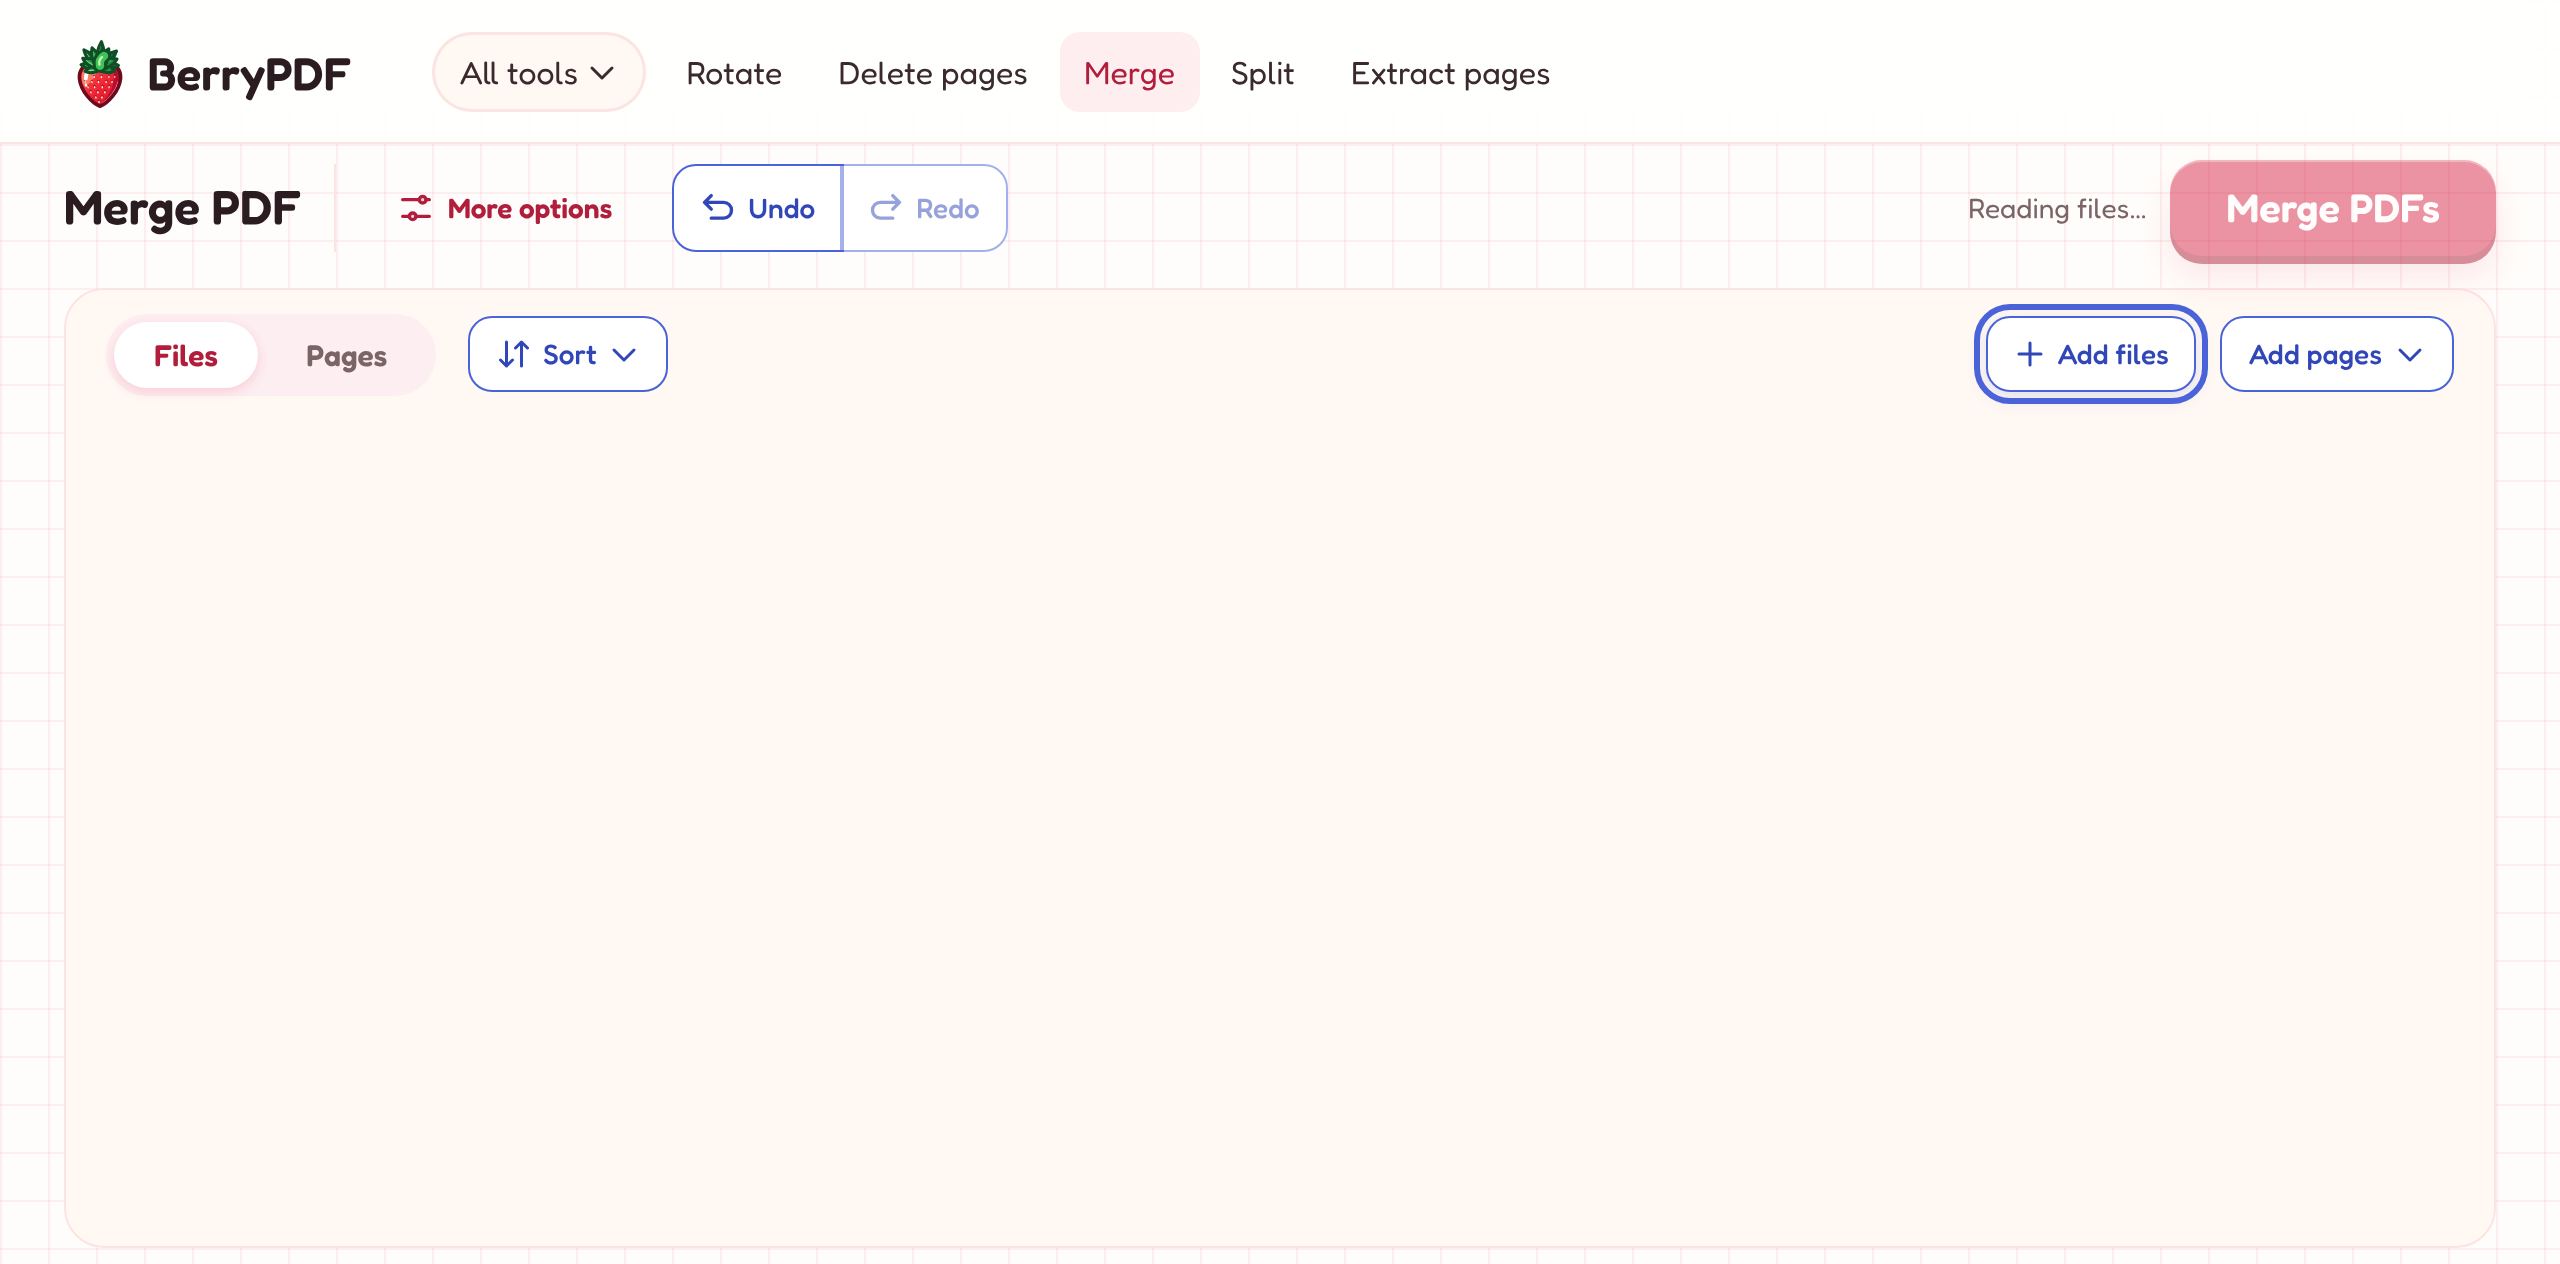 BerryPDF All tools Rotate Delete pages Merge Split Extract pages
Merge PDF More options Undo Redo Reading files... Merge PDFs
Files Pages Sort Add files Add pages